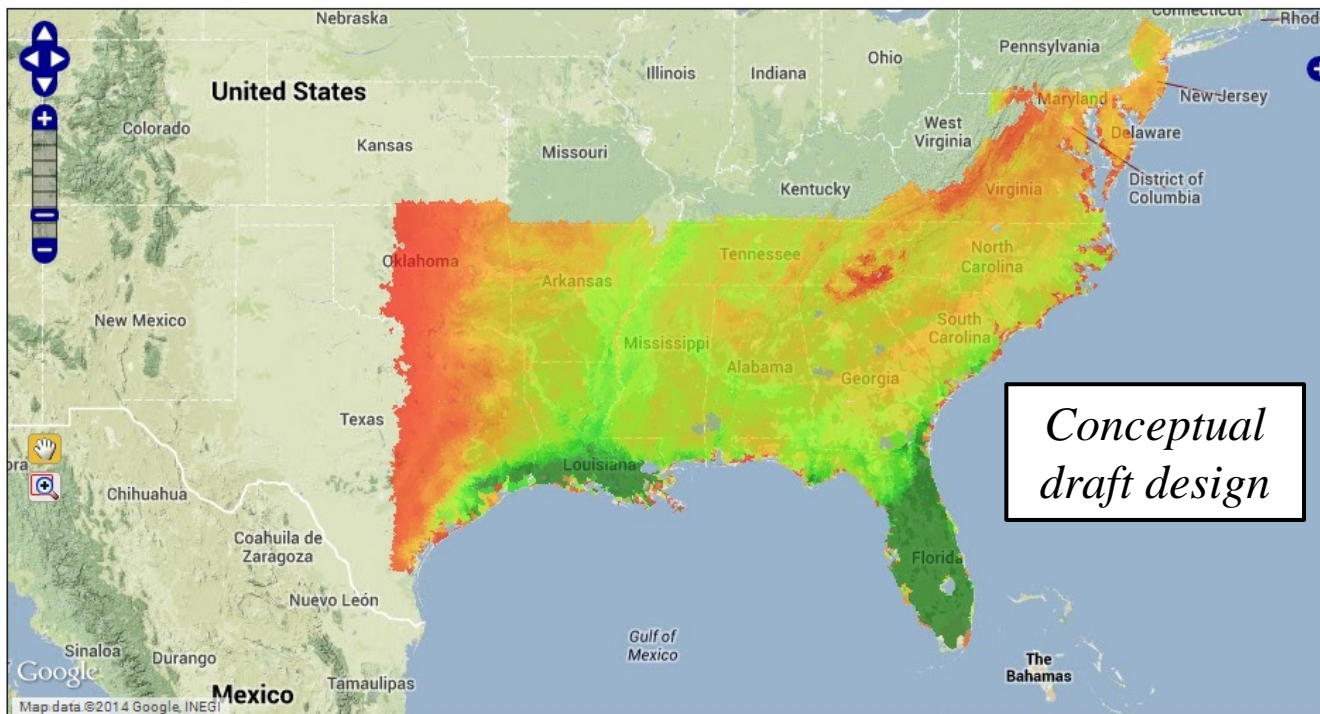 Nebraska
Connecticut
Rhod
Pennsylvania
Ohio
Illinois
Indiana
United States
New Jersey
Maryland
Colorado
West
Virginia
Delaware
Kansas
Missouri
District of
Columbia
Kentucky
Virginia
Oklahoma
Tennessee
North
Carolina
Arkansas
New Mexico
South
Carolina
Mississippi
Alabama
Georgia
Texas
Conceptual
draft design
ora
Louisiana
Chihuahua
Coahuila de
Zaragoza
Florida
Nuevo León
Gulf of
Mexico
Sinaloa
Durango
The
Bahamas
Google
Tamaulipas
Mexico
Map data ©2014 Google, INEGI